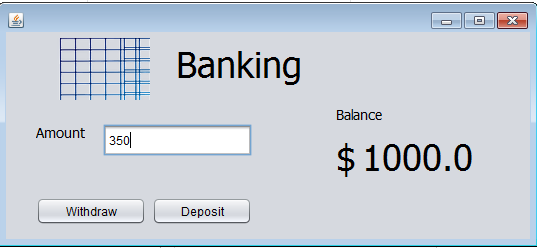 Banking
Amount
350
Balance
$ 1000.0
Withdraw
Deposit